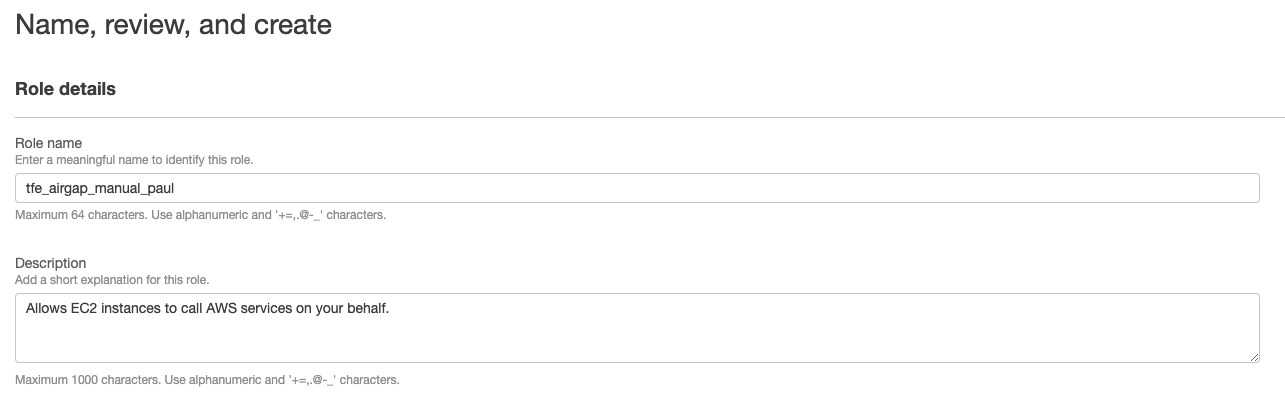 Name, review, and create
Role details
Role name
Enter a meaningful name to identify this role.
tfe_airgap_manual_paul
Maximum 64 characters. Use alphanumeric and '+=,.@-_' characters.
Description
Add a short explanation for this role.
Allows EC2 instances to call AWS services on your behalf.
Maximum 1000 characters. Use alphanumeric and '+=,.@-_' characters.